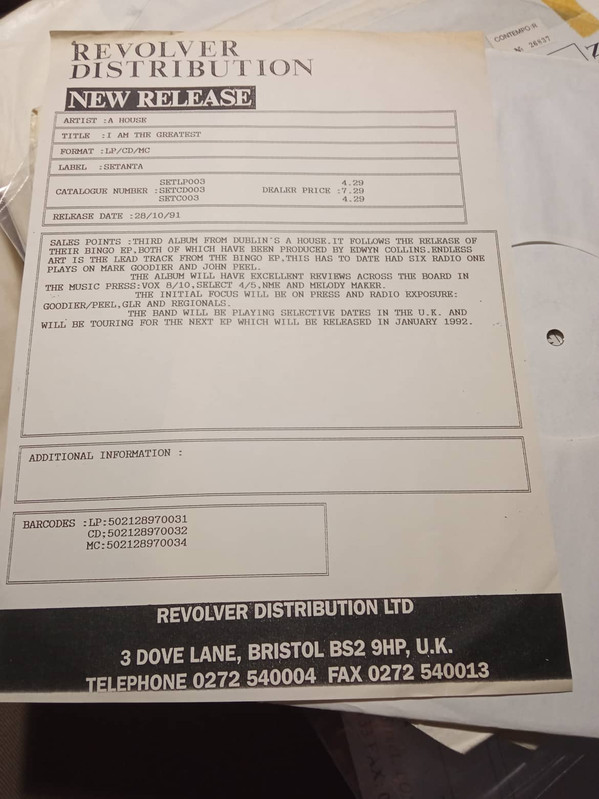 REVOLVER
DISTRIBUTION
NEW RELEASE
ARTIST :A HOUSE
TITLE :I AM THE GREATEST
FORMAT :LP/CD/MC
LABEL :SETANTA
SETLP003 4.29
CATALOGUE NUMBER :SETCD003 DEALER PRICE :7.29
SETC003 4.29
RELEASE DATE :28/10/91
SALES POINTS :THIRD ALBUM FROM DUBLIN'S A HOUSE.IT FOLLOWS THE RELEASE OF
THEIR BINGO EP,BOTH OF WHICH HAVE BEEN PRODUCED BY EDWYN COLLINS.ENDLESS
ART IS THE LEAD TRACK FROM THE BINGO EP,THIS HAS TO DATE HAD SIX RADIO ONE
PLAYS ON MARK GOODIER AND JOHN PEEL.
THE ALBUM WILL HAVE EXCELLENT REVIEWS ACROSS THE BOARD IN
THE MUSIC PRESS:VOX 8/10,SELECT 4/5,NME AND MELODY MAKER.
THE INITIAL FOCUS WILL BE ON PRESS AND RADIO EXPOSURE:
GOODIER/PEEL,GLR AND REGIONALS.
THE BAND WILL BE PLAYING SELECTIVE DATES IN THE U.K. AND
WILL BE TOURING FOR THE NEXT EP WHICH WILL BE RELEASED IN JANUARY 1992.
ADDITIONAL INFORMATION :
BARCODES :LP:502128970031
CD:502128970032
MC:502128970034
REVOLVER DISTRIBUTION LTD
3 DOVE LANE, BRISTOL BS2 9HP, U.K.
TELEPHONE 0272 540004 FAX 0272 540013
CONTEMPO-R
Nº 26837